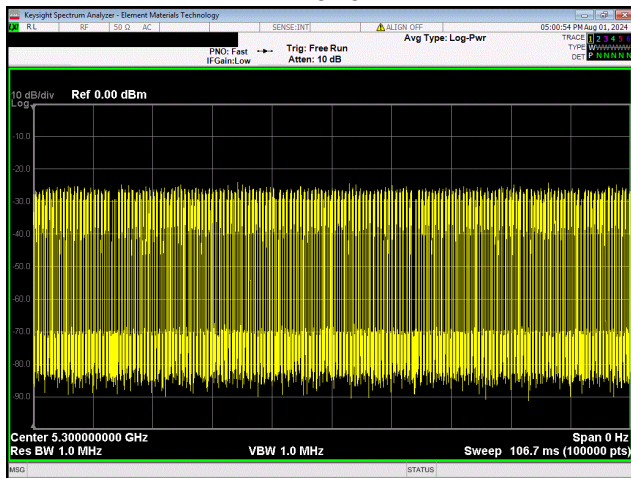 Keysight Spectrum Analyzer - Element Materials Technology
RL RF 50 Ω AC SENSE:INT ALIGN OFF 05:00:54 PM Aug 01, 2024
Avg Type: Log-Pwr
TRACE 1 2 3 4 5 6
PNO: Fast Trig: Free Run
TYPE WWWWWW
IFGain:Low Atten: 10 dB
DET P N N N N N
10 dB/div Ref 0.00 dBm
Log
-10.0
-20.0
-30.0
-40.0
-50.0
-60.0
-70.0
-80.0
-90.0
Center 5.300000000 GHz Span 0 Hz
Res BW 1.0 MHz VBW 1.0 MHz Sweep 106.7 ms (100000 pts)
MSG STATUS